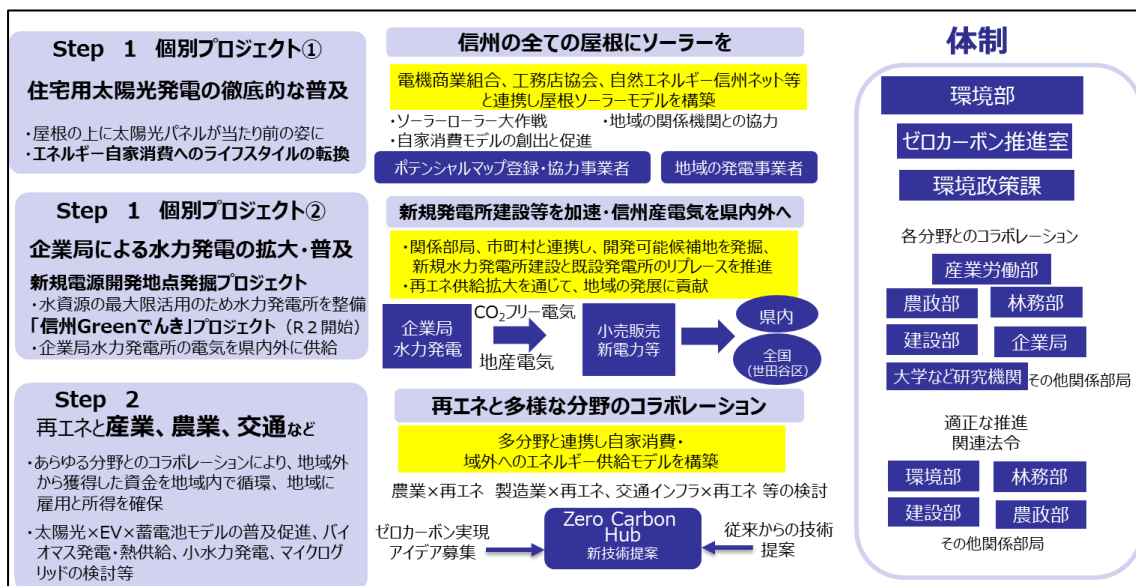 Step 1 個別プロジェクト①
住宅用太陽光発電の徹底的な普及
・屋根の上に太陽光パネルが当たり前の姿に
・エネルギー自家消費へのライフスタイルの転換
信州の全ての屋根にソーラーを
電機商業組合、工務店協会、自然エネルギー信州ネット等
と連携し屋根ソーラーモデルを構築
・ソーラーローラー大作戦 ・地域の関係機関との協力
・自家消費モデルの創出と促進
ポテンシャルマップ登録・協力事業者 地域の発電事業者
Step 1 個別プロジェクト②
企業局による水力発電の拡大・普及
新規電源開発地点発掘プロジェクト
・水資源の最大限活用のため水力発電所を整備
「信州Greenでんき」プロジェクト（R２開始）
・企業局水力発電所の電気を県内外に供給
新規発電所建設等を加速・信州産電気を県内外へ
・関係部局、市町村と連携し、開発可能候補地を発掘、
新規水力発電所建設と既設発電所のリプレースを推進
・再エネ供給拡大を通じて、地域の発展に貢献
企業局
水力発電
CO₂フリー電気
地産電気
小売販売
新電力等
県内
全国
(世田谷区)
Step 2
再エネと産業、農業、交通など
・あらゆる分野とのコラボレーションにより、地域外
から獲得した資金を地域内で循環、地域に
雇用と所得を確保
・太陽光×EV×蓄電池モデルの普及促進、バイ
オマス発電・熱供給、小水力発電、マイクログ
リッドの検討等
再エネと多様な分野のコラボレーション
多分野と連携し自家消費・
域外へのエネルギー供給モデルを構築
農業×再エネ 製造業×再エネ、交通インフラ×再エネ 等の検討
ゼロカーボン実現
アイデア募集
Zero Carbon
Hub
新技術提案
従来からの技術
提案
体制
環境部
ゼロカーボン推進室
環境政策課
各分野とのコラボレーション
産業労働部
農政部 林務部
建設部 企業局
大学など研究機関 その他関係部局
適正な推進
関連法令
環境部 林務部
建設部 農政部
その他関係部局